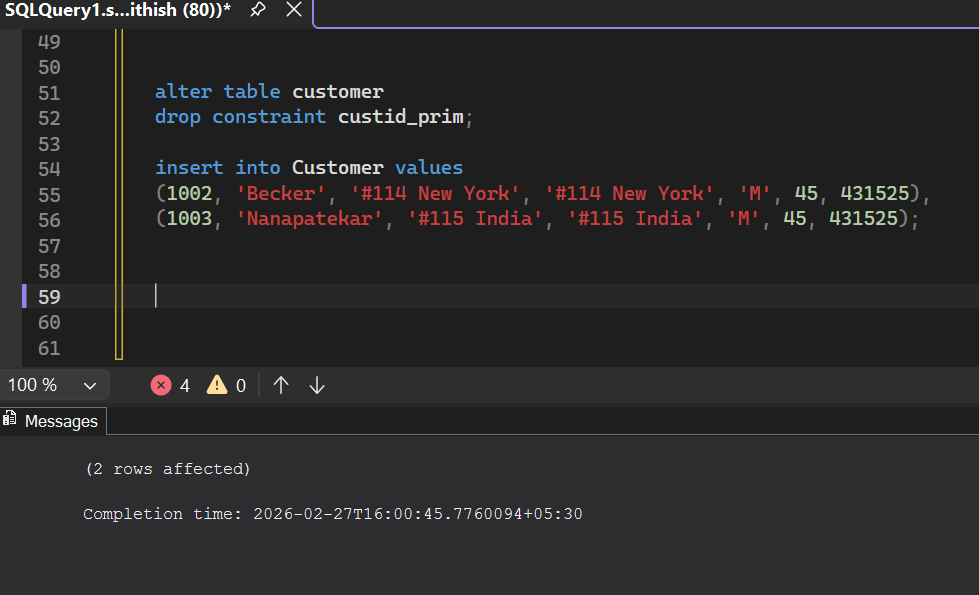 SQLQuery1.s...ithish (80))*
49
50
51 alter table customer
52 drop constraint custid_prim;
53
54 insert into Customer values
55 (1002, 'Becker', '#114 New York', '#114 New York', 'M', 45, 431525),
56 (1003, 'Nanapatekar', '#115 India', '#115 India', 'M', 45, 431525);
57
58
59
60
61
100 % 4 0
Messages
(2 rows affected)
Completion time: 2026-02-27T16:00:45.7760094+05:30